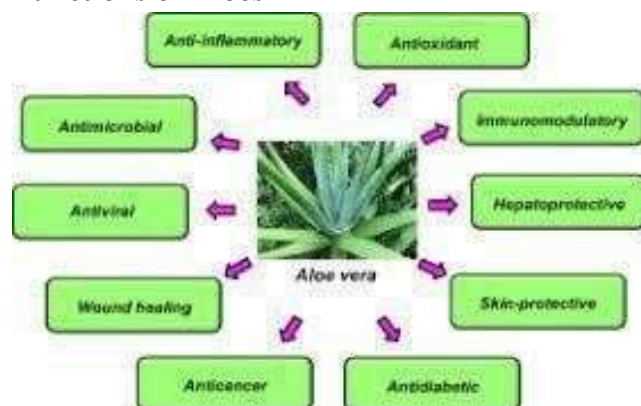 Anti-inflammatory
Antioxidant
Antimicrobial
Immunomodulatory
Antiviral
Hepatoprotective
Aloe vera
Wound healing
Skin-protective
Anticancer
Antidiabetic